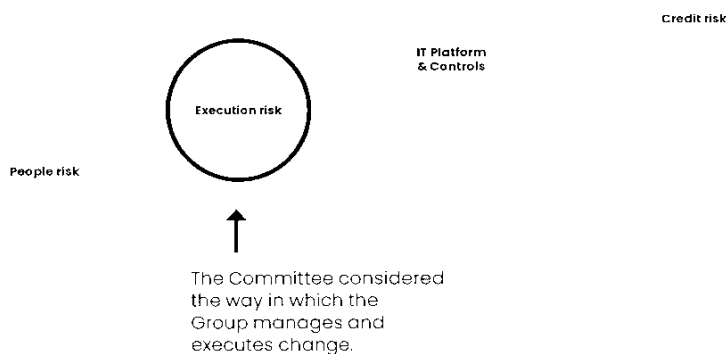 Credit risk
IT Platform
& Controls
Execution risk
People risk
The Committee considered
the way in which the
Group manages and
executes change.